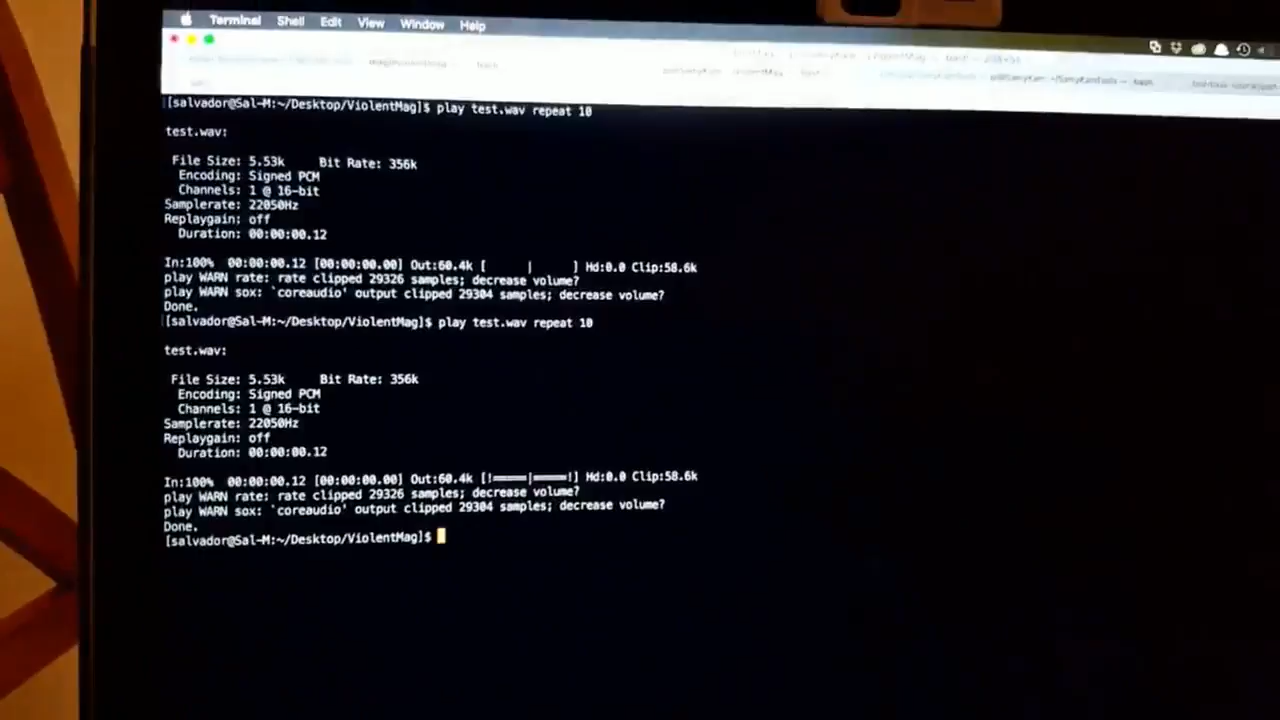 Terminal Shell Edit View Window Help
[salvador@Sal-M:~/Desktop/ViolentMag]$ play test.wav repeat 10
test.wav:
File Size: 5.53k Bit Rate: 356k
Encoding: Signed PCM
Channels: 1 @ 16-bit
Samplerate: 22050Hz
Replaygain: off
Duration: 00:00:00.12
In:100% 00:00:00.12 [00:00:00.00] Out:60.4k [ | ] Hd:0.0 Clip:58.6k
play WARN rate: rate clipped 29326 samples; decrease volume?
play WARN sox: `coreaudio' output clipped 29304 samples; decrease volume?
Done.
[salvador@Sal-M:~/Desktop/ViolentMag]$ play test.wav repeat 10
test.wav:
File Size: 5.53k Bit Rate: 356k
Encoding: Signed PCM
Channels: 1 @ 16-bit
Samplerate: 22050Hz
Replaygain: off
Duration: 00:00:00.12
In:100% 00:00:00.12 [00:00:00.00] Out:60.4k [!=====|=====!] Hd:0.0 Clip:58.6k
play WARN rate: rate clipped 29326 samples; decrease volume?
play WARN sox: `coreaudio' output clipped 29304 samples; decrease volume?
Done.
[salvador@Sal-M:~/Desktop/ViolentMag]$